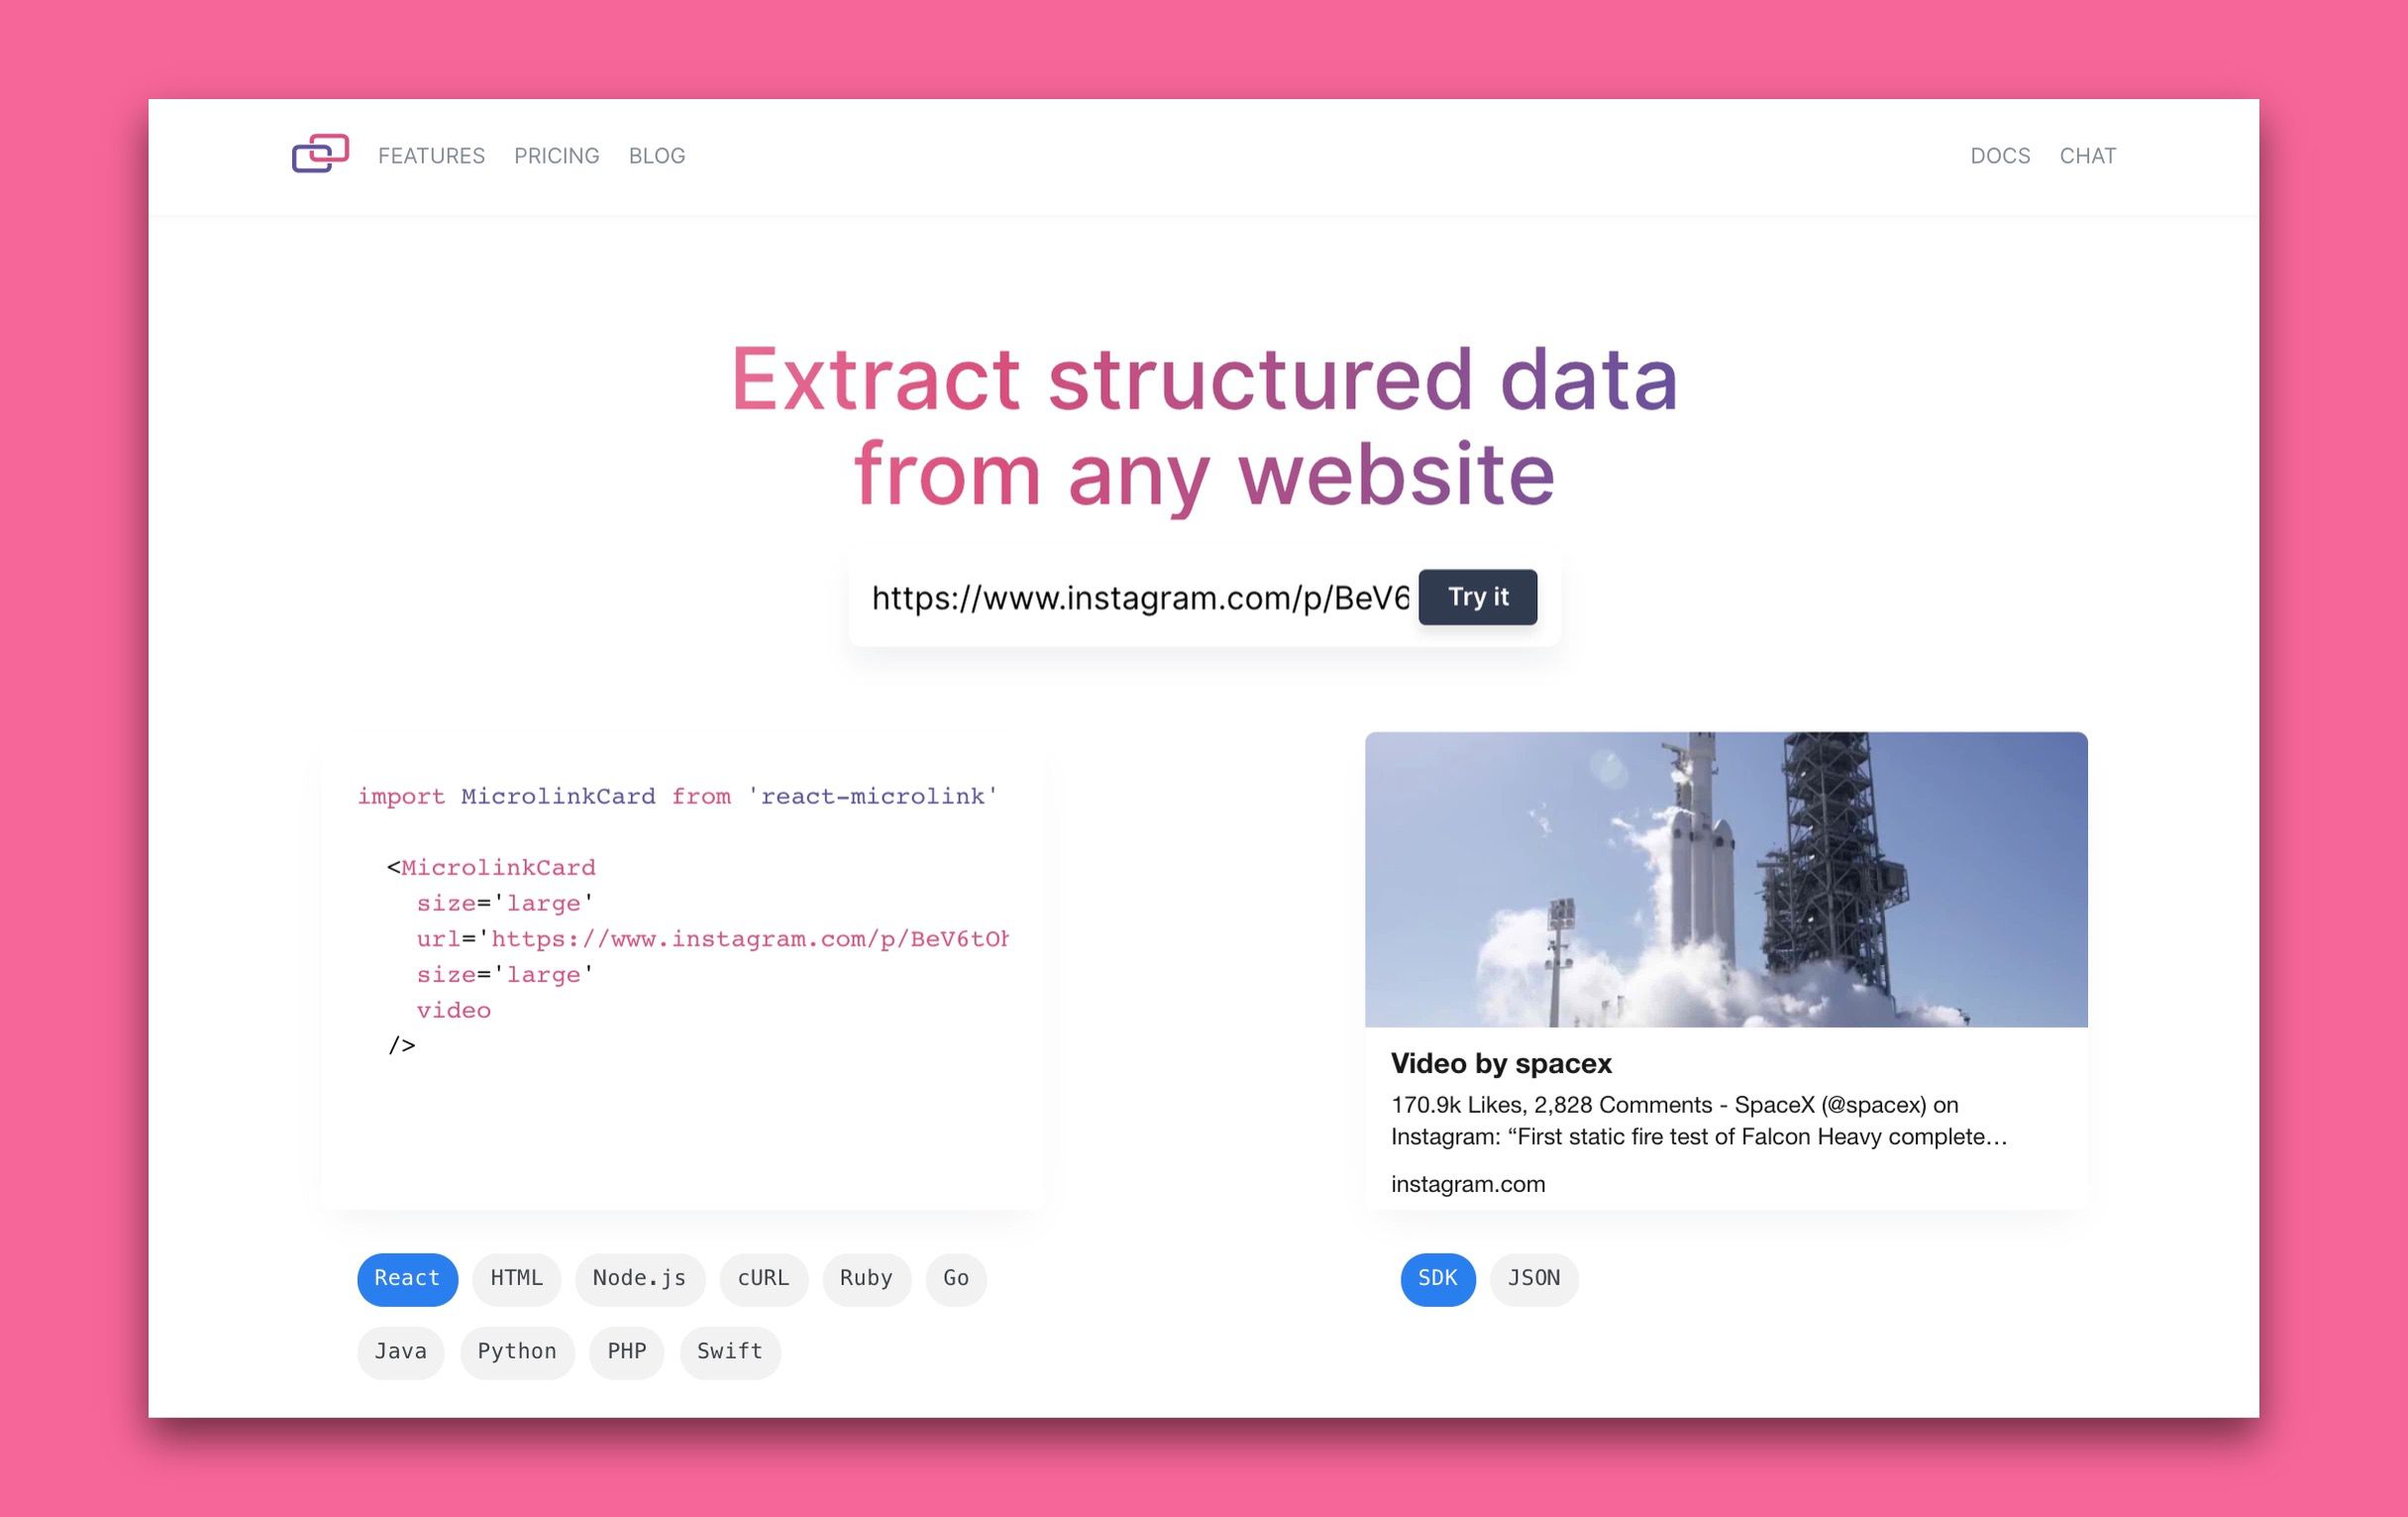 FEATURES PRICING BLOG DOCS CHAT
Extract structured data
from any website
https://www.instagram.com/p/BeV6 Try it
import MicrolinkCard from 'react-microlink'
<MicrolinkCard
size='large'
url='https://www.instagram.com/p/BeV6tOh
size='large'
video
/>
Video by spacex
170.9k Likes, 2,828 Comments - SpaceX (@spacex) on
Instagram: “First static fire test of Falcon Heavy complete…
instagram.com
React HTML Node.js cURL Ruby Go
Java Python PHP Swift
SDK JSON